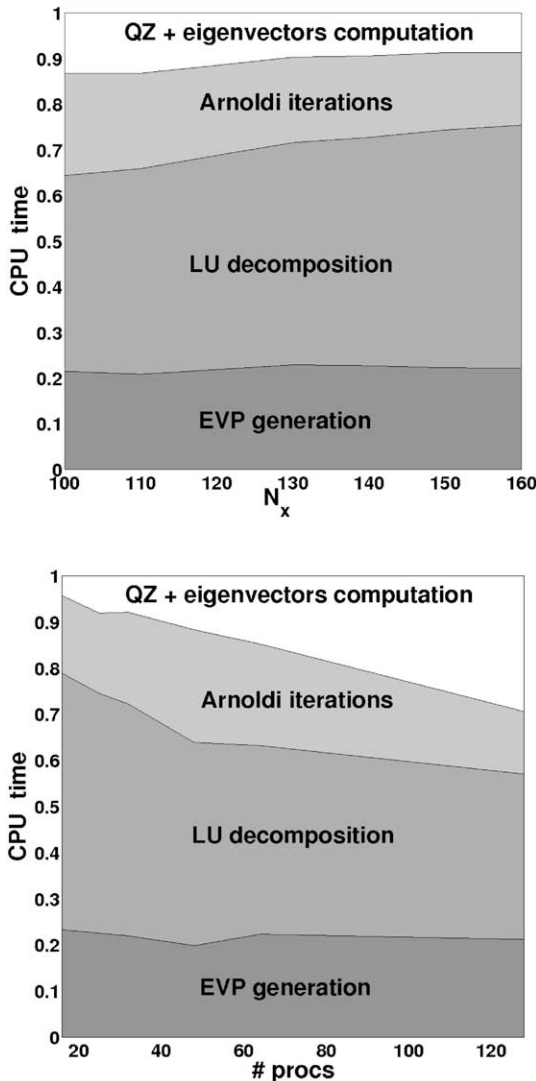 1
QZ + eigenvectors computation
0.9
Arnoldi iterations
0.8
0.7
0.6
CPU time
0.5
LU decomposition
0.4
0.3
0.2
EVP generation
0.1
0
100 110 120 130 140 150 160
N_x
1
QZ + eigenvectors computation
0.9
0.8
Arnoldi iterations
0.7
0.6
CPU time
0.5
LU decomposition
0.4
0.3
0.2
EVP generation
0.1
0
20 40 60 80 100 120
# procs